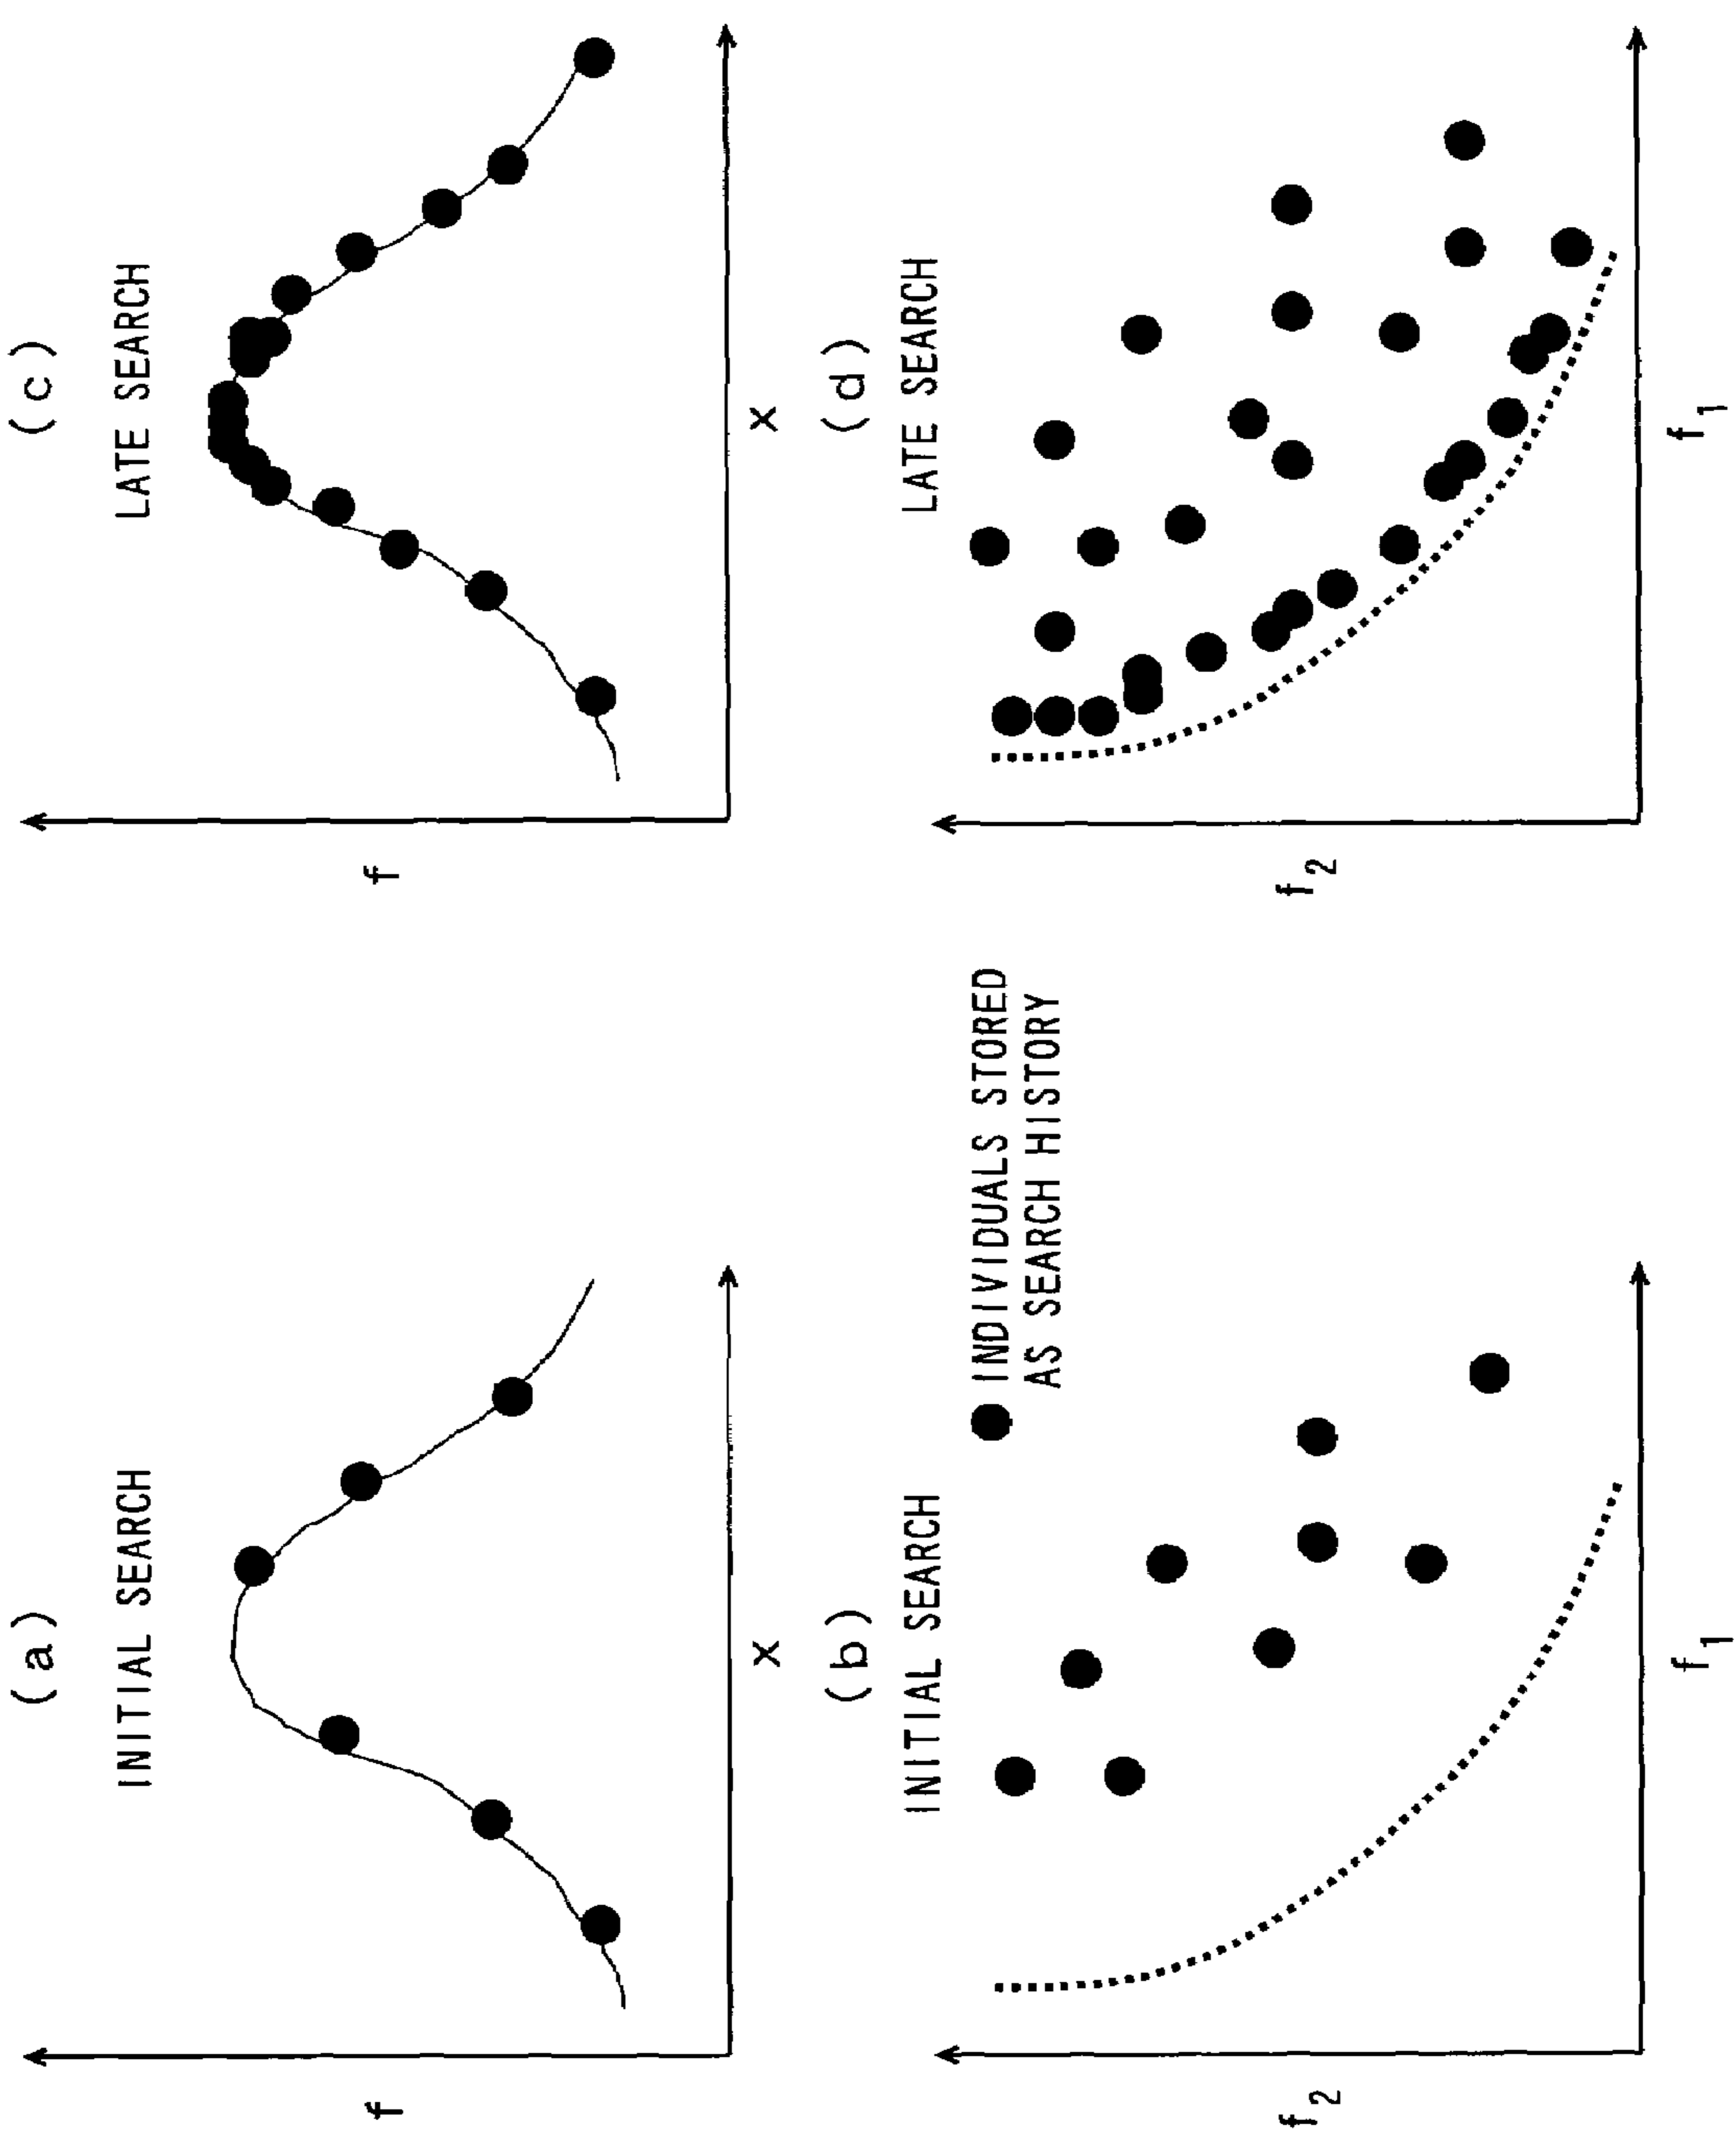 (a)
INITIAL SEARCH
f
x
(c)
LATE SEARCH
f
x
(b)
INITIAL SEARCH
INDIVIDUALS STORED
AS SEARCH HISTORY
f2
f1
(d)
LATE SEARCH
f2
f1